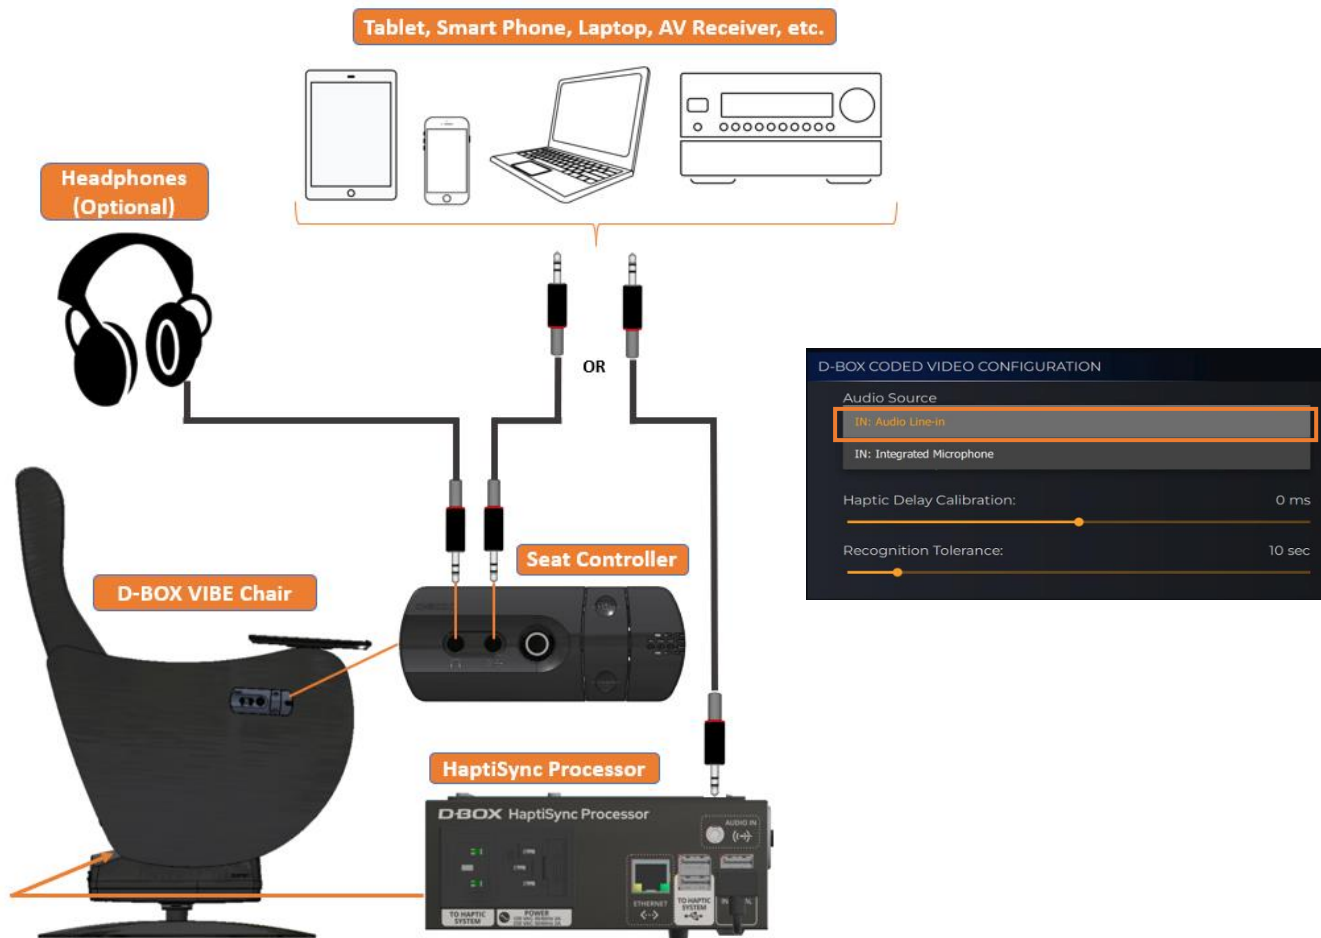 Tablet, Smart Phone, Laptop, AV Receiver, etc.
Headphones
(Optional)
OR
D-BOX CODED VIDEO CONFIGURATION
Audio Source
IN: Audio Line-in
IN: Integrated Microphone
Haptic Delay Calibration:
0 ms
Recognition Tolerance:
10 sec
Seat Controller
D-BOX VIBE Chair
HaptiSync Processor
D-BOX HaptiSync Processor
AUDIO IN
ETHERNET
TO HAPTIC
SYSTEM
TO HAPTIC
SYSTEM
POWER